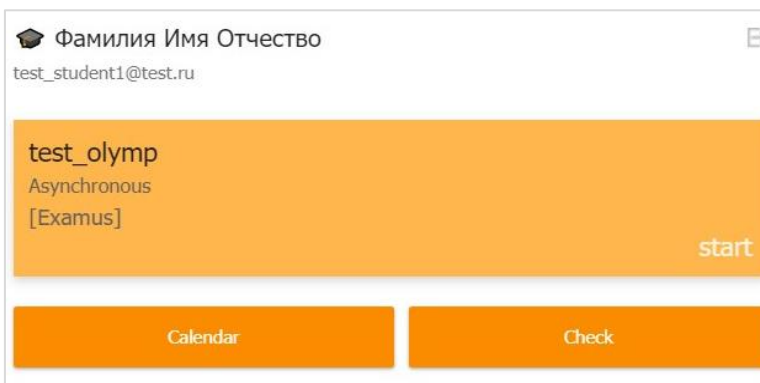 Фамилия Имя Отчество
test_student1@test.ru
test_olymp
Asynchronous
[Examus]
start
Calendar
Check